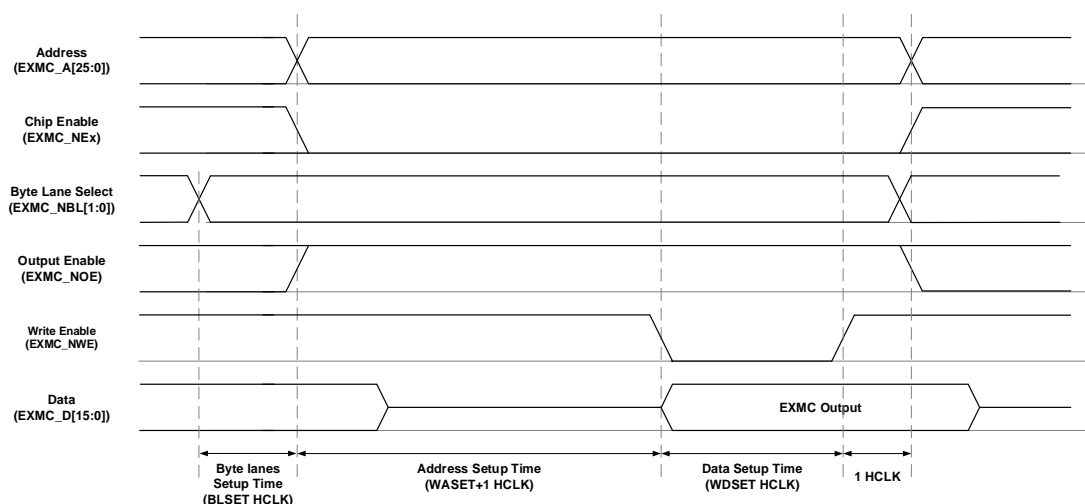 Address
(EXMC_A[25:0])
Chip Enable
(EXMC_NEx)
Byte Lane Select
(EXMC_NBL[1:0])
Output Enable
(EXMC_NOE)
Write Enable
(EXMC_NWE)
Data
(EXMC_D[15:0])
EXMC Output
Byte lanes
Setup Time
(BLSET HCLK)
Address Setup Time
(WASET+1 HCLK)
Data Setup Time
(WDSET HCLK)
1 HCLK